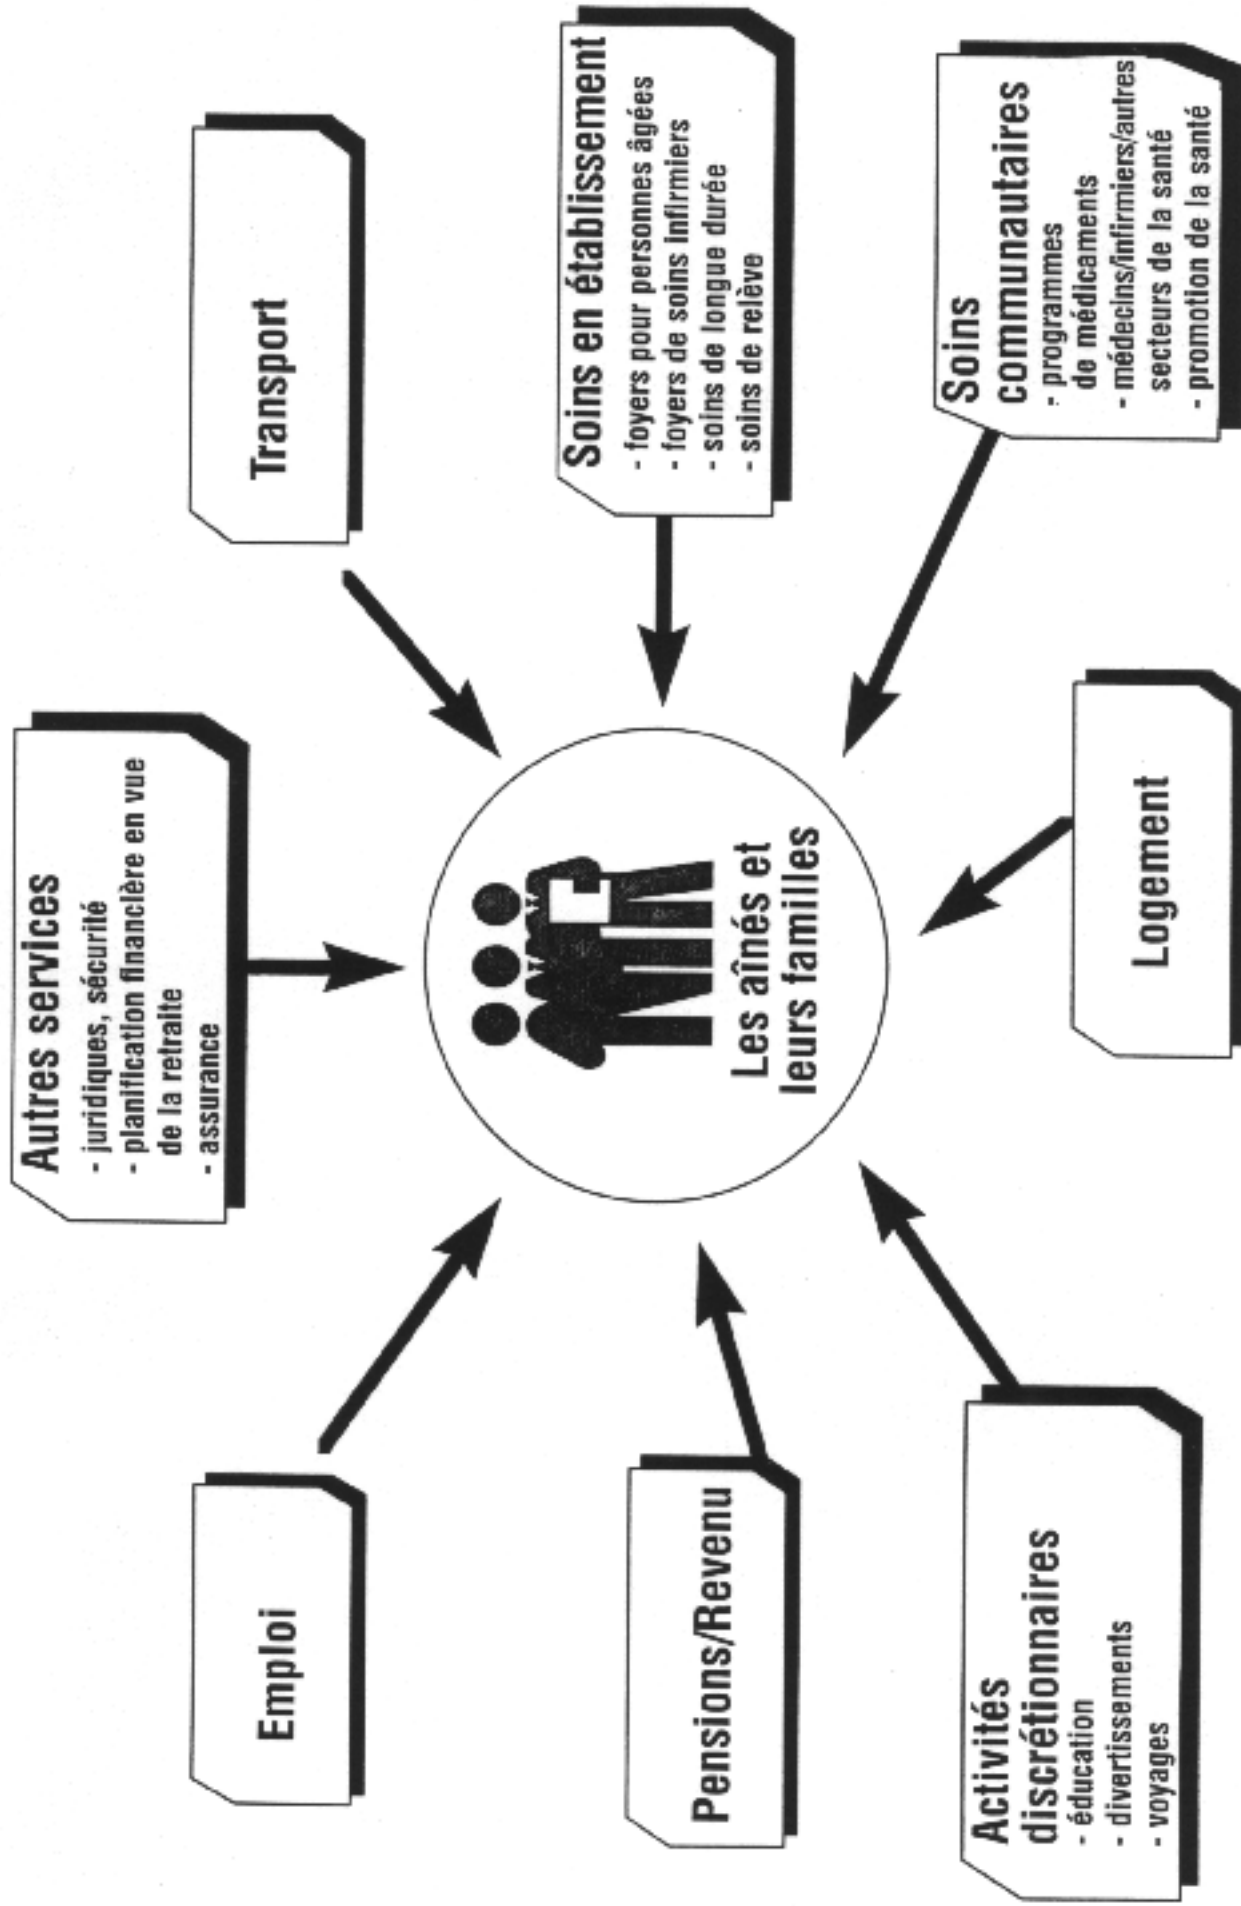 Autres services
- juridiques, sécurité
- planification financière en vue
de la retraite
- assurance
Emploi
Transport
Les aînés et
leurs familles
Pensions/Revenu
Soins en établissement
- foyers pour personnes âgées
- foyers de soins infirmiers
- soins de longue durée
- soins de relève
Activités
discrétionnaires
- éducation
- divertissements
- voyages
Logement
Soins
communautaires
- programmes
de médicaments
- médecins/infirmiers/autres
secteurs de la santé
- promotion de la santé